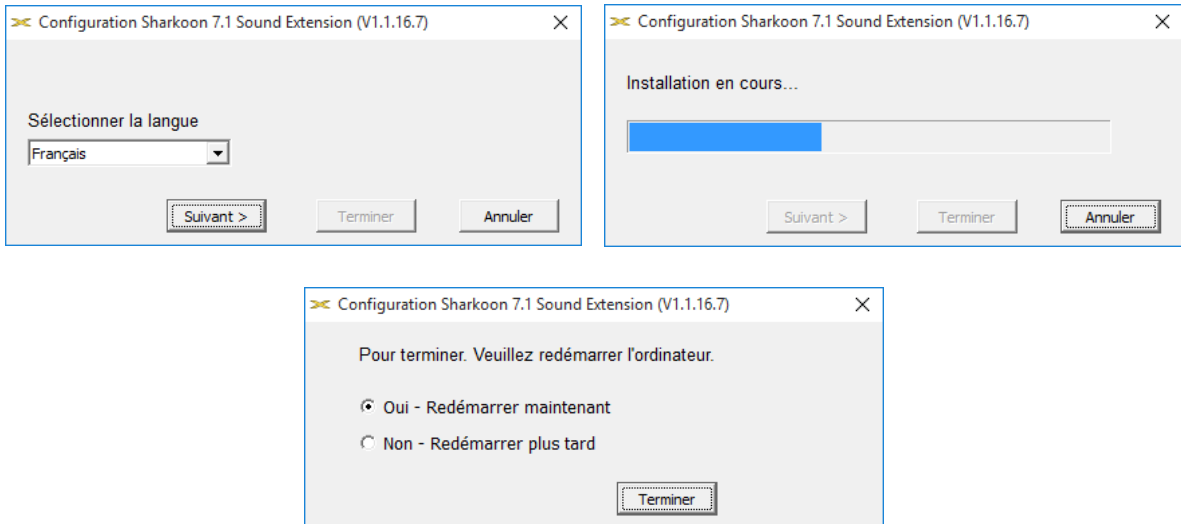 Configuration Sharkoon 7.1 Sound Extension (V1.1.16.7)
Sélectionner la langue
Français
Suivant >
Terminer
Annuler
Configuration Sharkoon 7.1 Sound Extension (V1.1.16.7)
Installation en cours...
Suivant >
Terminer
Annuler
Configuration Sharkoon 7.1 Sound Extension (V1.1.16.7)
Pour terminer. Veuillez redémarrer l'ordinateur.
Oui - Redémarrer maintenant
Non - Redémarrer plus tard
Terminer